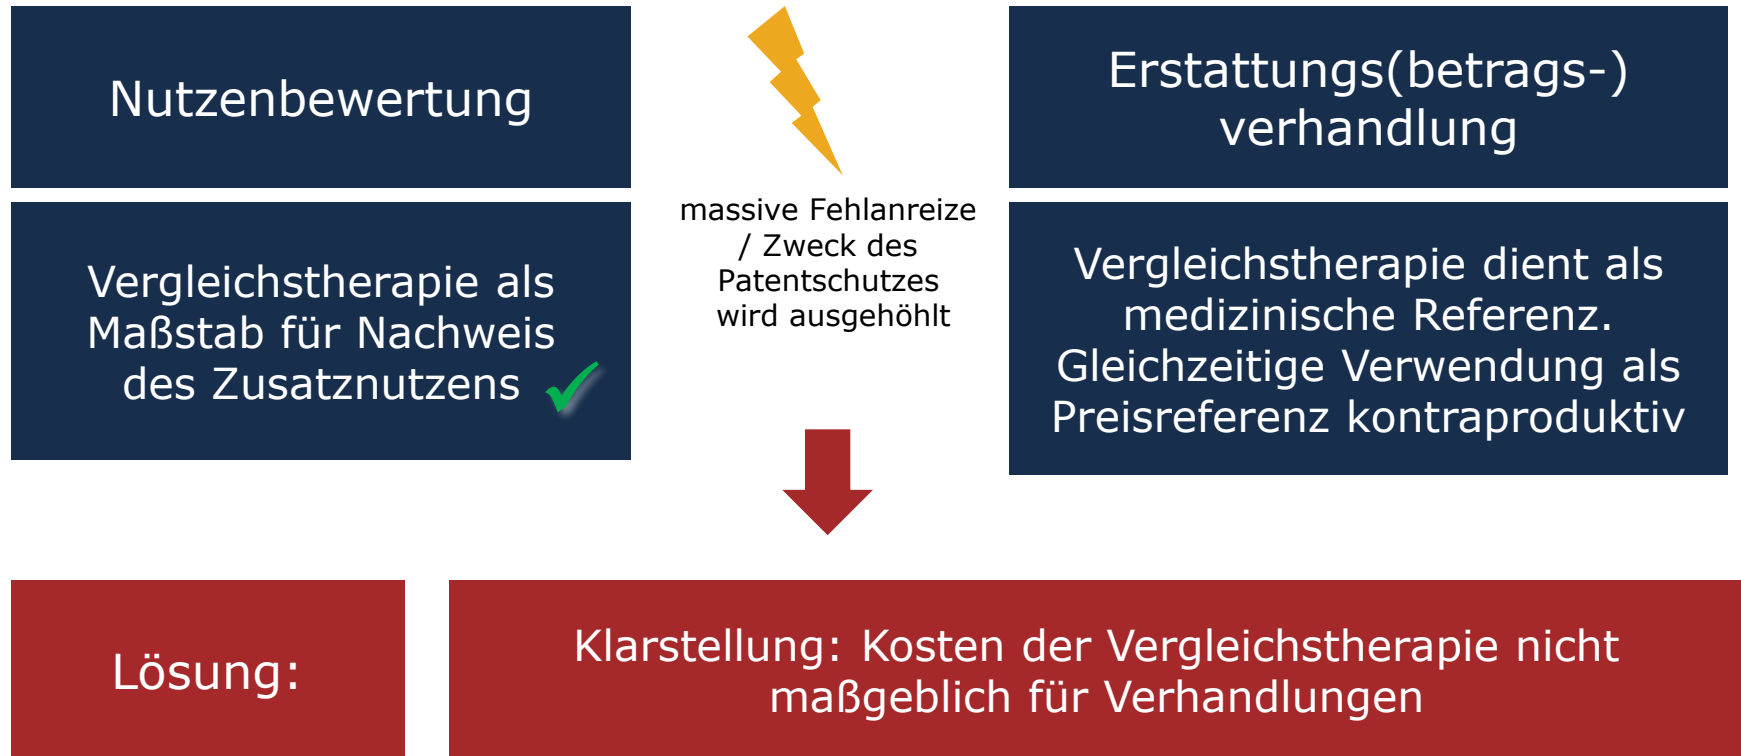 Nutzenbewertung
Erstattungs(betrags-)
verhandlung
Vergleichstherapie als
Maßstab für Nachweis
des Zusatznutzens
massive Fehlanreize
/ Zweck des
Patentschutzes
wird ausgehöhlt
Vergleichstherapie dient als
medizinische Referenz.
Gleichzeitige Verwendung als
Preisreferenz kontraproduktiv
Lösung:
Klarstellung: Kosten der Vergleichstherapie nicht
maßgeblich für Verhandlungen